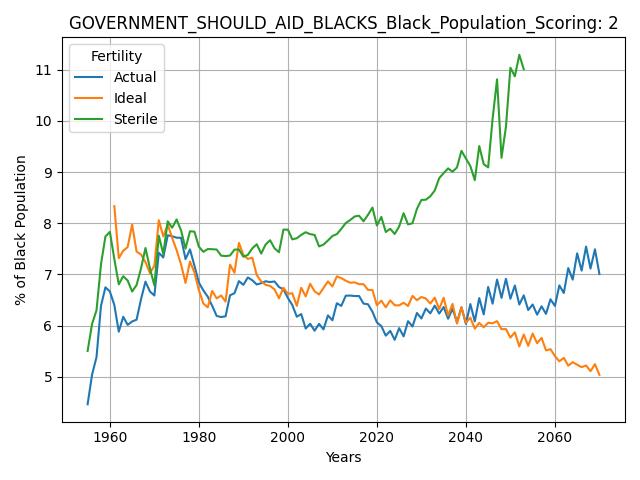 GOVERNMENT_SHOULD_AID_BLACKS_Black_Population_Scoring: 2
Fertility
Actual
Ideal
Sterile
% of Black Population
11
10
9
8
7
6
5
1960 1980 2000 2020 2040 2060
Years